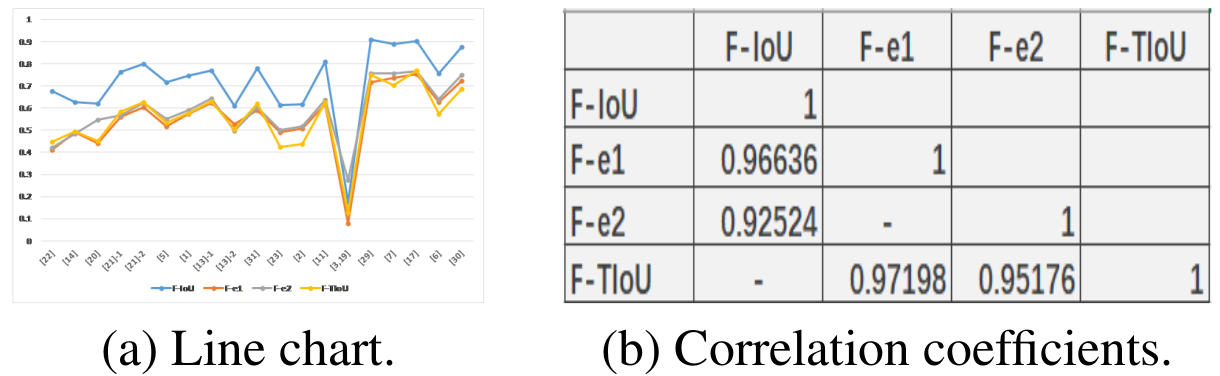 1
0.9
0.8
0.7
0.6
0.5
0.4
0.3
0.2
0.1
0
[22] [14] [20] [21]-1 [21]-2 [5] [1] [13]-1 [13]-2 [31] [23] [2] [11] [3,19] [29] [7] [17] [6] [30]
F-IoU F-e1 F-e2 F-TIoU
(a) Line chart.
F-IoU F-e1 F-e2 F-TIoU
F-IoU 1
F-e1 0.96636 1
F-e2 0.92524 - 1
F-TIoU - 0.97198 0.95176 1
(b) Correlation coefficients.